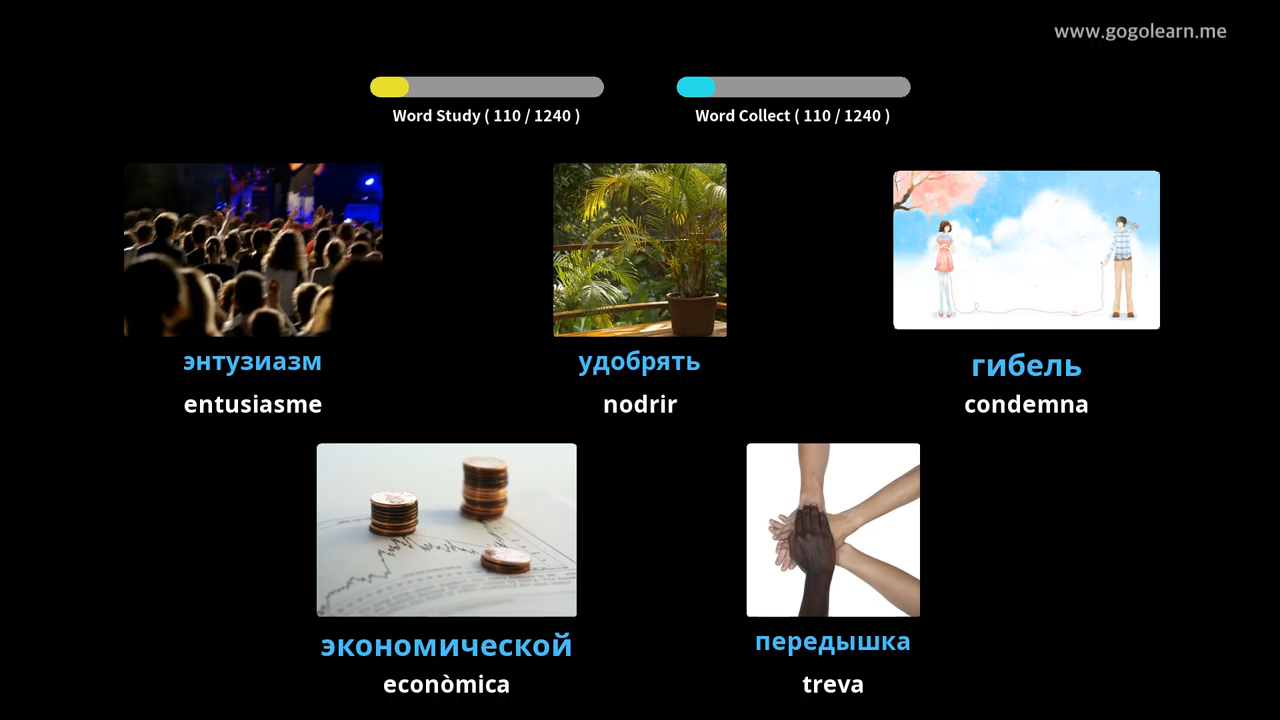 www.gogolearn.me
Word Study ( 110 / 1240 )
Word Collect ( 110 / 1240 )
энтузиазм
entusiasme
удобрять
nodrir
гибель
condemna
экономической
econòmica
передышка
treva